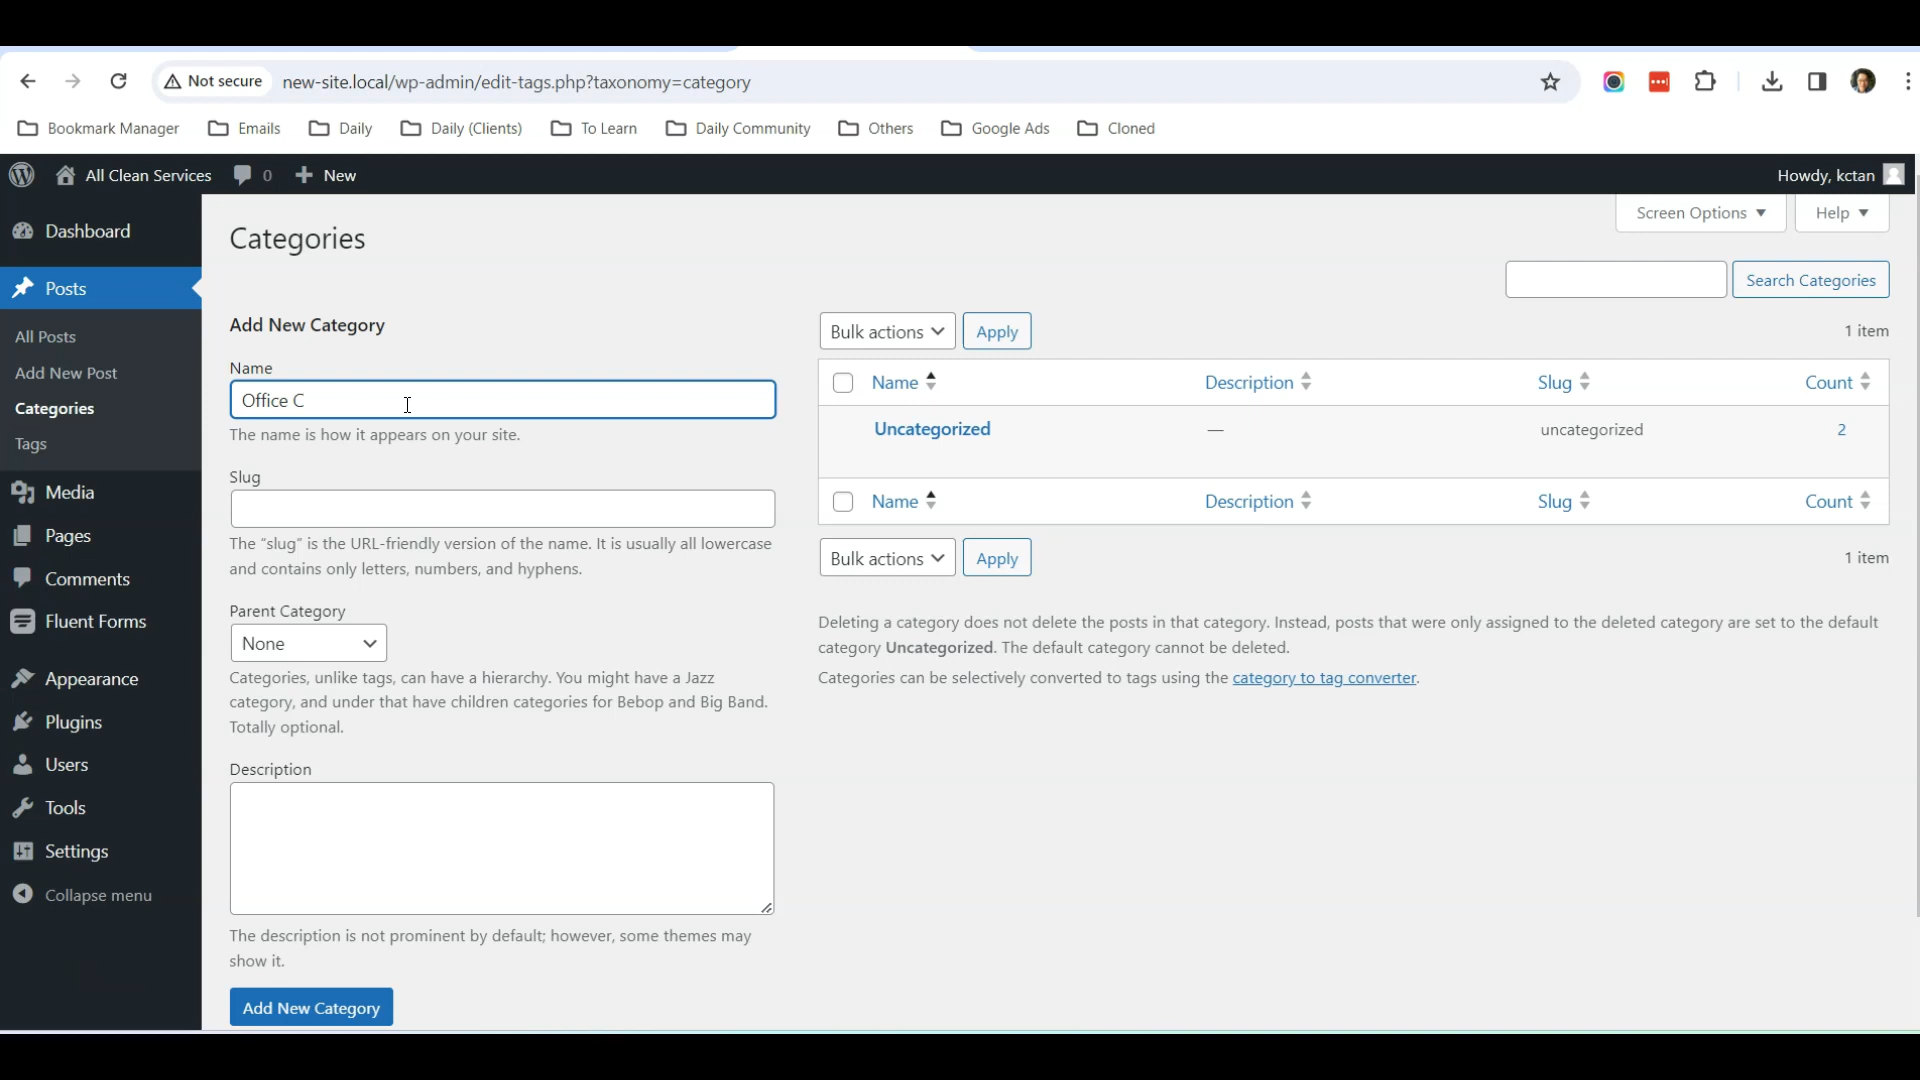 Not secure new-site.local/wp-admin/edit-tags.php?taxonomy=category
Bookmark Manager Emails Daily Daily (Clients) To Learn Daily Community Others Google Ads Cloned
All Clean Services 0 New Howdy, kctan
Dashboard
Posts
All Posts
Add New Post
Categories
Tags
Media
Pages
Comments
Fluent Forms
Appearance
Plugins
Users
Tools
Settings
Collapse menu
Screen Options Help
Categories
Search Categories
Add New Category
Name
Office C
The name is how it appears on your site.
Slug
The “slug” is the URL-friendly version of the name. It is usually all lowercase
and contains only letters, numbers, and hyphens.
Parent Category
None
Categories, unlike tags, can have a hierarchy. You might have a Jazz
category, and under that have children categories for Bebop and Big Band.
Totally optional.
Description
The description is not prominent by default; however, some themes may
show it.
Add New Category
Bulk actions Apply 1 item
Name Description Slug Count
Uncategorized — uncategorized 2
Name Description Slug Count
Bulk actions Apply 1 item
Deleting a category does not delete the posts in that category. Instead, posts that were only assigned to the deleted category are set to the default
category Uncategorized. The default category cannot be deleted.
Categories can be selectively converted to tags using the category to tag converter.